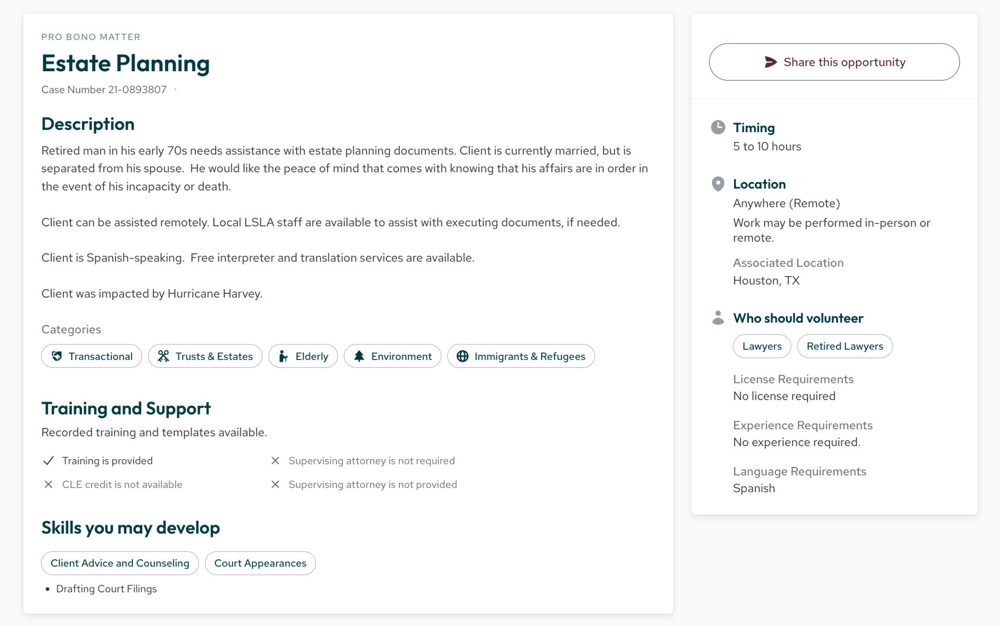 PRO BONO MATTER
Estate Planning
Case Number 21-0893807 •
Description
Retired man in his early 70s needs assistance with estate planning documents. Client is currently married, but is
separated from his spouse.  He would like the peace of mind that comes with knowing that his affairs are in order in
the event of his incapacity or death.
Client can be assisted remotely. Local LSLA staff are available to assist with executing documents, if needed.
Client is Spanish-speaking.  Free interpreter and translation services are available.
Client was impacted by Hurricane Harvey.
Categories
Transactional Trusts & Estates Elderly Environment Immigrants & Refugees
Training and Support
Recorded training and templates available.
Training is provided
Supervising attorney is not required
CLE credit is not available
Supervising attorney is not provided
Skills you may develop
Client Advice and Counseling Court Appearances
• Drafting Court Filings
Share this opportunity
Timing
5 to 10 hours
Location
Anywhere (Remote)
Work may be performed in-person or
remote.
Associated Location
Houston, TX
Who should volunteer
Lawyers Retired Lawyers
License Requirements
No license required
Experience Requirements
No experience required.
Language Requirements
Spanish